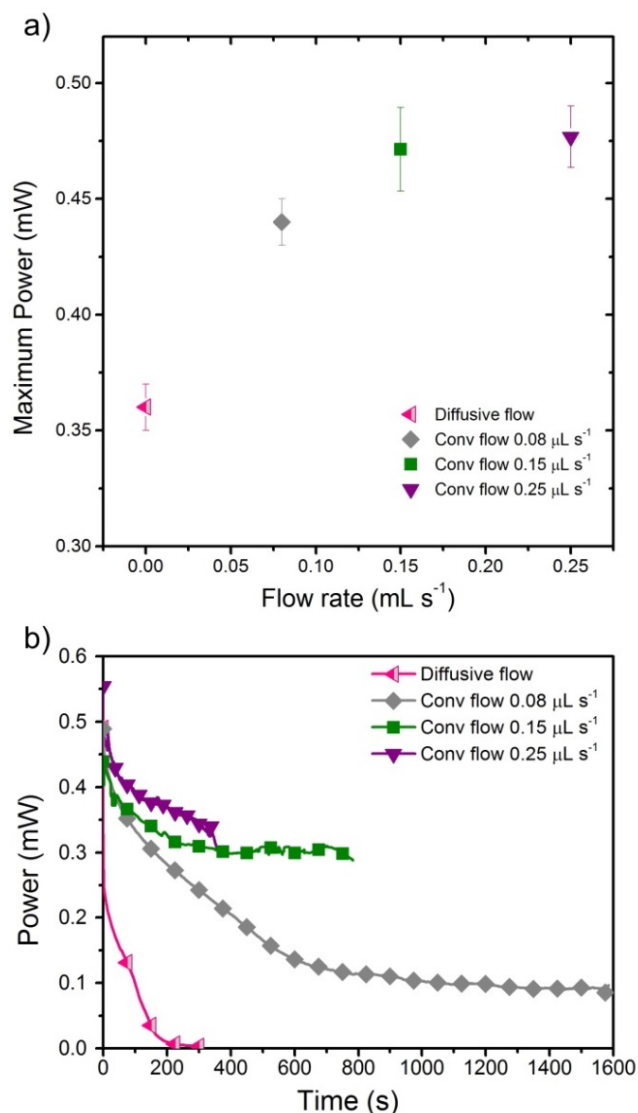 a)
Maximum Power (mW)
0.50
0.45
0.40
0.35
0.30
Diffusive flow
Conv flow 0.08 μL s⁻¹
Conv flow 0.15 μL s⁻¹
Conv flow 0.25 μL s⁻¹
0.00 0.05 0.10 0.15 0.20 0.25
Flow rate (mL s⁻¹)
b)
Power (mW)
0.6
0.5
0.4
0.3
0.2
0.1
0.0
Diffusive flow
Conv flow 0.08 μL s⁻¹
Conv flow 0.15 μL s⁻¹
Conv flow 0.25 μL s⁻¹
0 200 400 600 800 1000 1200 1400 1600
Time (s)